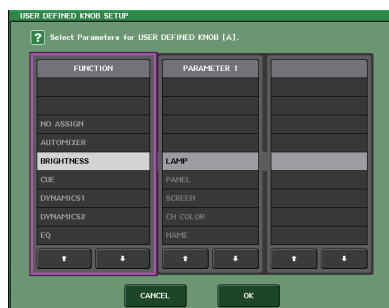 USER DEFINED KNOB SETUP
? Select Parameters for USER DEFINED KNOB [A].
FUNCTION
NO ASSIGN
AUTOMIXER
BRIGHTNESS
CUE
DYNAMICS1
DYNAMICS2
EQ
PARAMETER 1
LAMP
PANEL
SCREEN
CH COLOR
NAME
CANCEL
OK